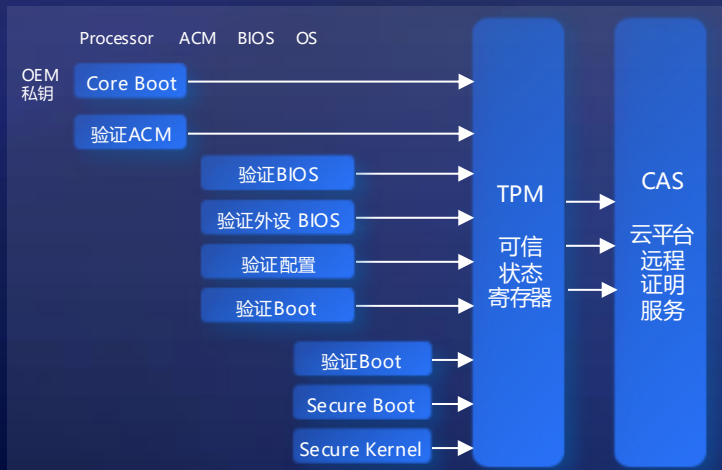 Processor ACM BIOS OS
OEM
私钥
Core Boot
验证ACM
验证BIOS
验证外设 BIOS
验证配置
验证Boot
验证Boot
Secure Boot
Secure Kernel
TPM
可信
状态
寄存器
CAS
云平台
远程
证明
服务